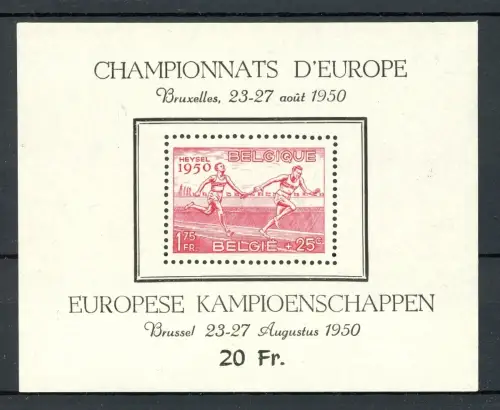 CHAMPIONNATS D'EUROPE
Bruxelles, 23-27 août 1950
HEYSEL BELGIQUE
1950
1.75 FR. BELGIË +25C
EUROPESE KAMPIOENSCHAPPEN
Brussel 23-27 Augustus 1950
20 Fr.